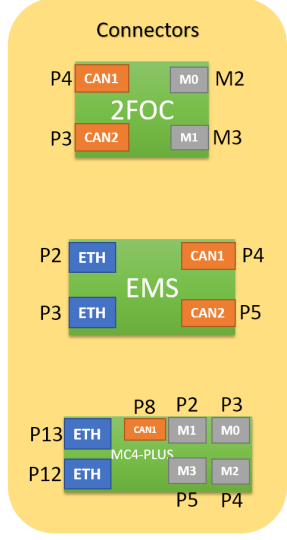 Connectors
P4 CAN1 M0 M2
2FOC
P3 CAN2 M1 M3
P2 ETH CAN1 P4
EMS
P3 ETH CAN2 P5
P8 P2 P3
P13 ETH CAN1 M1 M0
MC4-PLUS
P12 ETH M3 M2
P5 P4